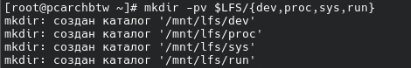 [root@pcarchbtw ~]# mkdir -pv $LFS/{dev,proc,sys,run}
mkdir: создан каталог '/mnt/lfs/dev'
mkdir: создан каталог '/mnt/lfs/proc'
mkdir: создан каталог '/mnt/lfs/sys'
mkdir: создан каталог '/mnt/lfs/run'